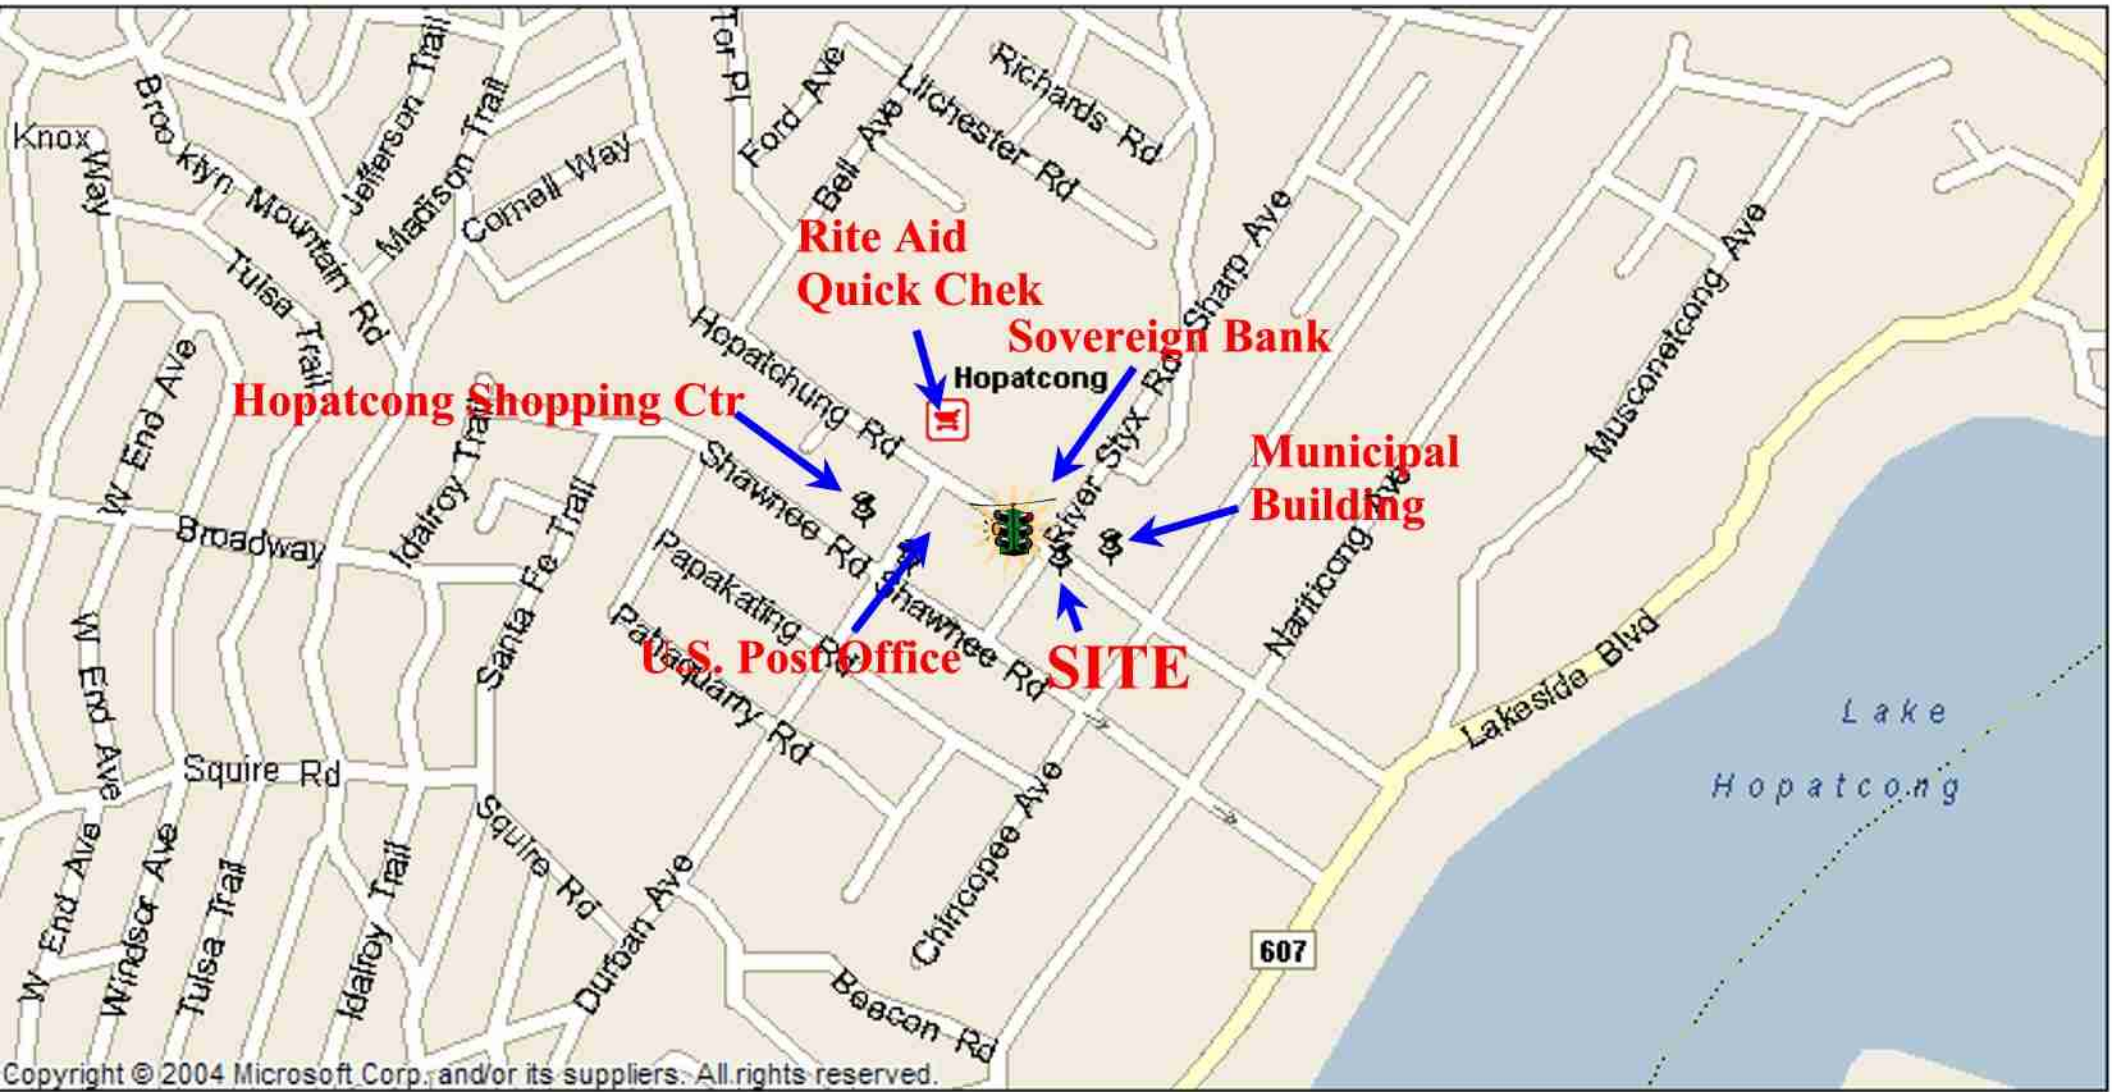 Tor Pl
Ford Ave
Bell Ave
Lilchester Rd
Richards Rd
Jefferson Trail
Madison Trail
Brooklyn Mountain Rd
Knox Way
Cornell Way
Tulsa Trail
Rite Aid
Quick Chek
Sovereign Bank
Sharp Ave
Musconetcong Ave
Hopatchung Rd
Hopatcong
Hopatcong Shopping Ctr
W End Ave
Municipal
Building
River Styx Rd
Shawnee Rd
Idalroy Trail
Santa Fe Trail
Broadway
Nariticong Ave
Papakating Rd
Pahaquarry Rd
Shawnee Rd
U.S. Post Office
SITE
Lakeside Blvd
Lake
Hopatcong
W End Ave
Squire Rd
Squire Rd
Chincopee Ave
W End Ave
Windsor Ave
Tulsa Trail
Idalroy Trail
Durban Ave
607
Beacon Rd
Copyright © 2004 Microsoft Corp. and/or its suppliers. All rights reserved.